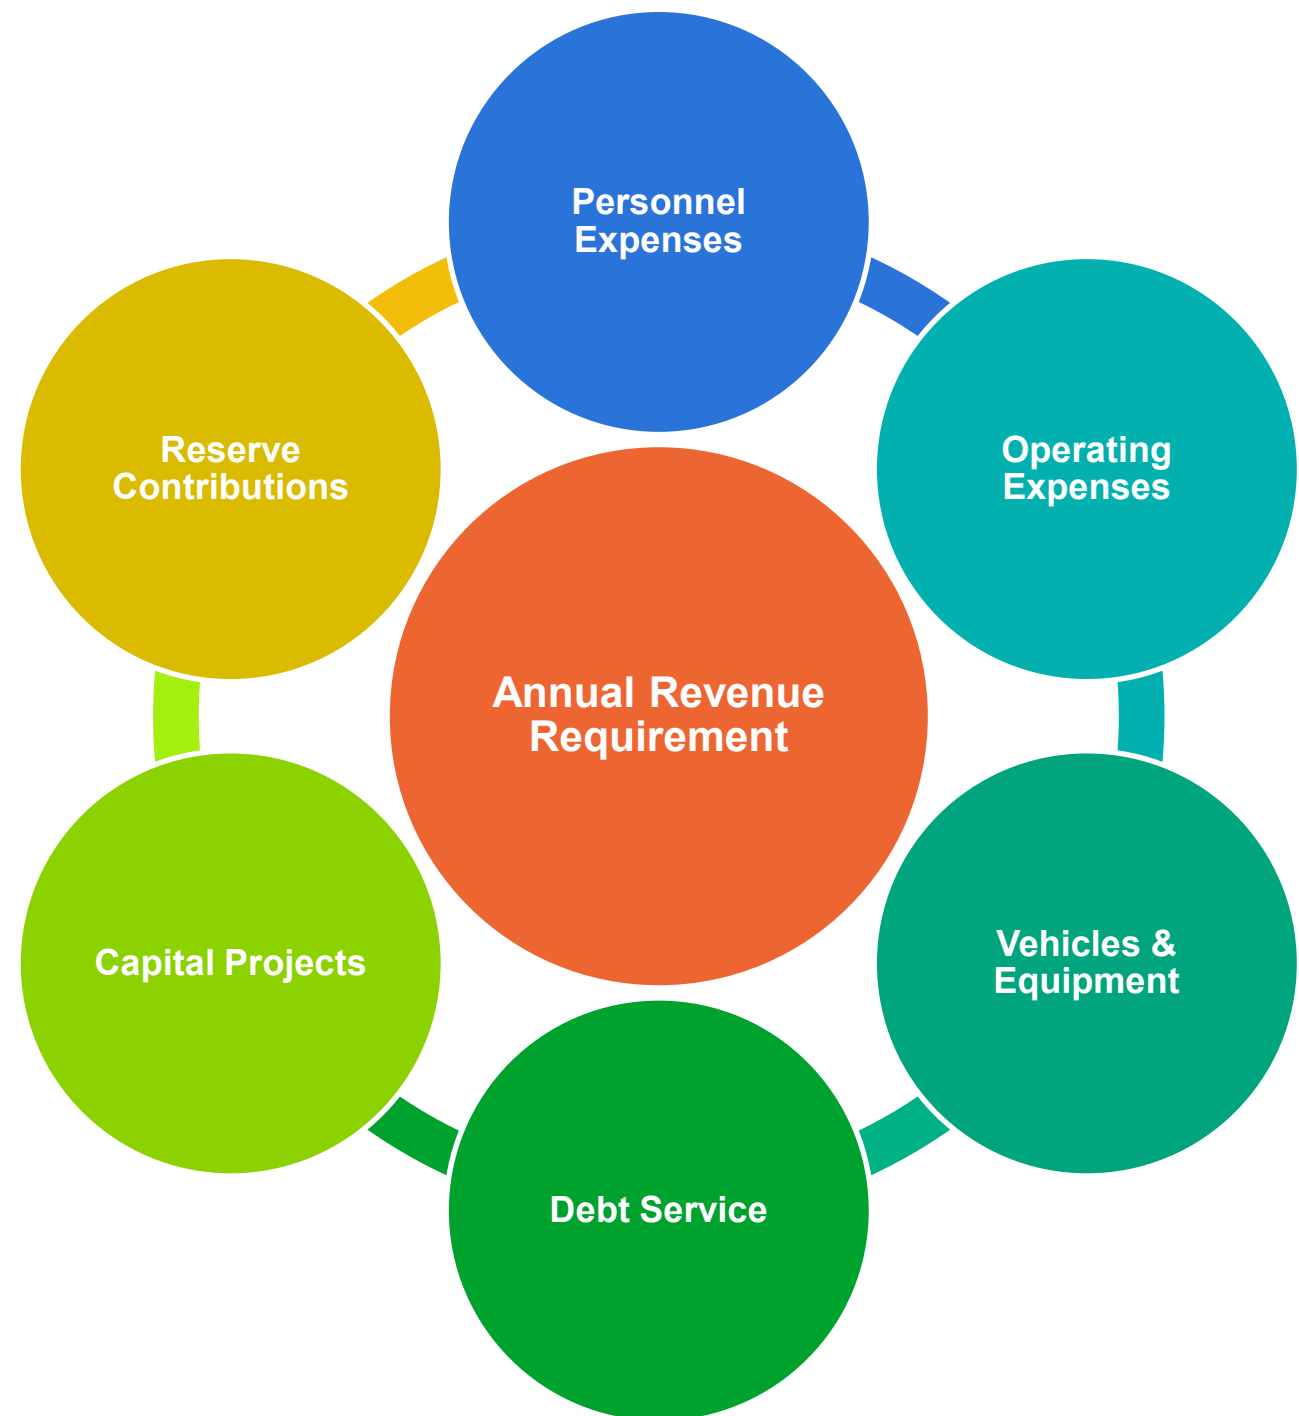 Personnel
Expenses
Reserve
Contributions
Operating
Expenses
Annual Revenue
Requirement
Capital Projects
Vehicles &
Equipment
Debt Service